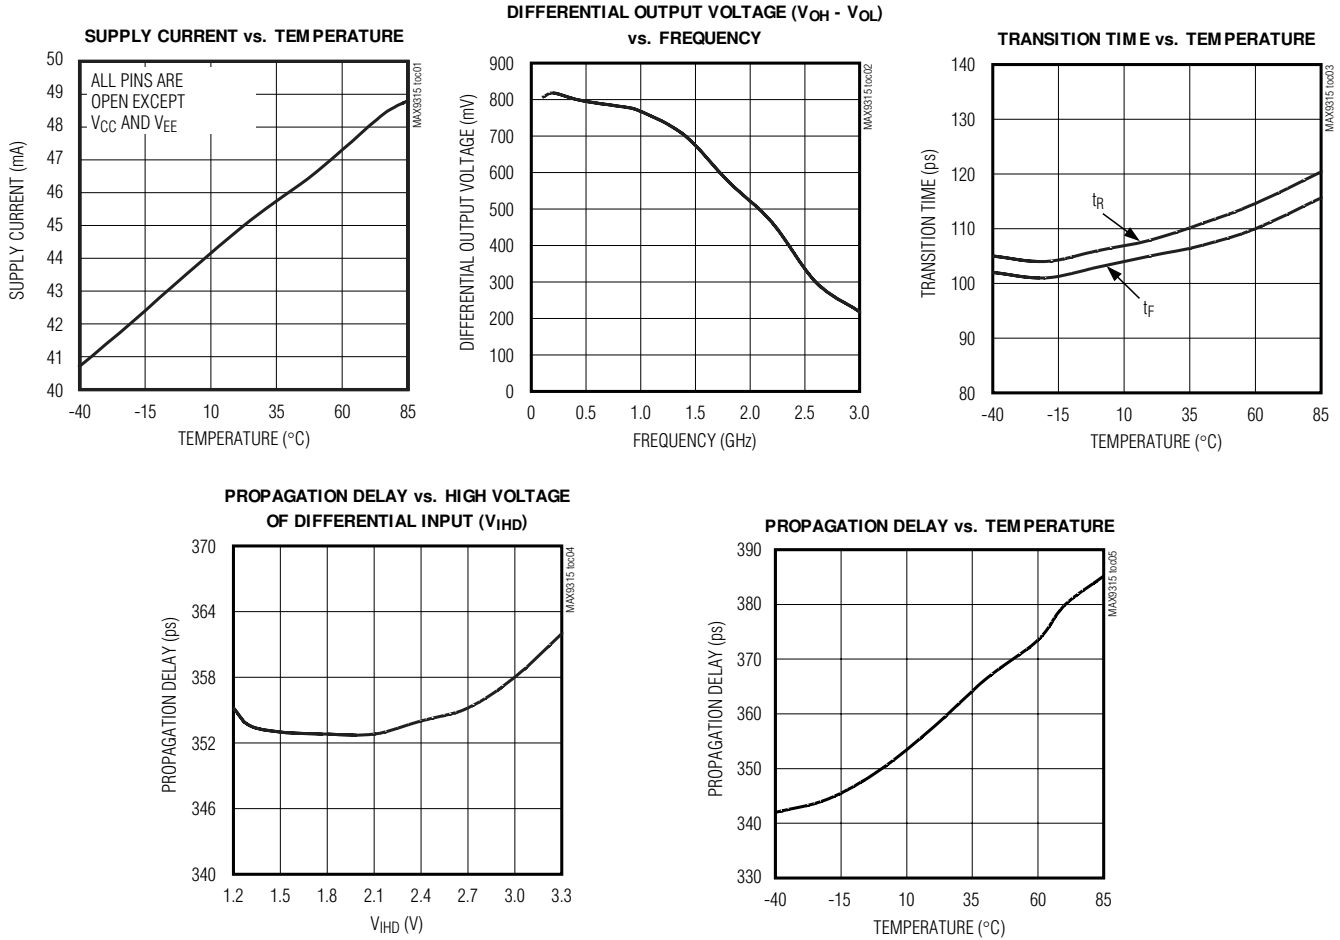 SUPPLY CURRENT vs. TEMPERATURE
50
49
48
47
46
45
44
43
42
41
40
SUPPLY CURRENT (mA)
ALL PINS ARE
OPEN EXCEPT
VCC AND VEE
MAX9315 toc01
-40 -15 10 35 60 85
TEMPERATURE (°C)
DIFFERENTIAL OUTPUT VOLTAGE (VOH - VOL)
vs. FREQUENCY
900
800
700
600
500
400
300
200
100
0
DIFFERENTIAL OUTPUT VOLTAGE (mV)
MAX9315 toc02
0 0.5 1.0 1.5 2.0 2.5 3.0
FREQUENCY (GHz)
TRANSITION TIME vs. TEMPERATURE
140
130
120
110
100
90
80
TRANSITION TIME (ps)
tR
tF
MAX9315 toc03
-40 -15 10 35 60 85
TEMPERATURE (°C)
PROPAGATION DELAY vs. HIGH VOLTAGE
OF DIFFERENTIAL INPUT (VIHD)
370
364
358
352
346
340
PROPAGATION DELAY (ps)
MAX9315 toc04
1.2 1.5 1.8 2.1 2.4 2.7 3.0 3.3
VIHD (V)
PROPAGATION DELAY vs. TEMPERATURE
390
380
370
360
350
340
330
PROPAGATION DELAY (ps)
MAX9315 toc05
-40 -15 10 35 60 85
TEMPERATURE (°C)